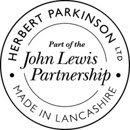 HERBERT PARKINSON LTD
Part of the
John Lewis
Partnership
MADE IN LANCASHIRE